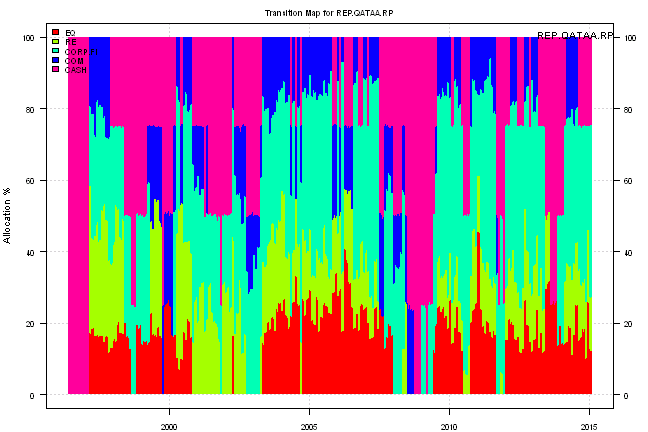 Transition Map for REP.QATAA.RP
REP.QATAA.RP
EQ
RE
CORP.TI
COM
CASH
Allocation %
100
80
60
40
20
0
100
80
60
40
20
0
2000
2005
2010
2015